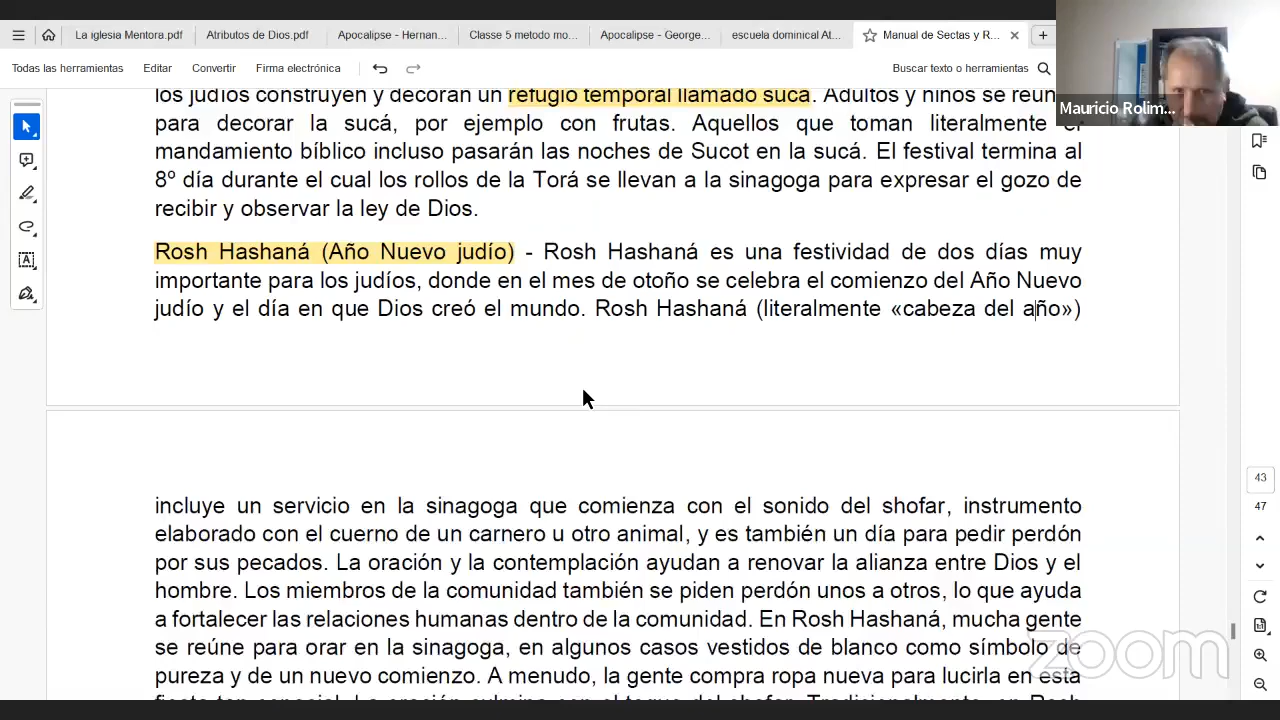 La iglesia Mentora.pdf
Atributos de Dios.pdf
Apocalipse - Hernan...
Classe 5 metodo mo...
Apocalipse - George...
escuela dominical AL...
Manual de Sectas y R...
Todas las herramientas
Editar
Convertir
Firma electrónica
Buscar texto o herramientas
Mauricio Rolim...
los judíos construyen y decoran un refugio temporal llamado sucá. Adultos y niños se reún
para decorar la sucá, por ejemplo con frutas. Aquellos que toman literalmente el
mandamiento bíblico incluso pasarán las noches de Sucot en la sucá. El festival termina al
8º día durante el cual los rollos de la Torá se llevan a la sinagoga para expresar el gozo de
recibir y observar la ley de Dios.
Rosh Hashaná (Año Nuevo judío) - Rosh Hashaná es una festividad de dos días muy
importante para los judíos, donde en el mes de otoño se celebra el comienzo del Año Nuevo
judío y el día en que Dios creó el mundo. Rosh Hashaná (literalmente «cabeza del año»)
incluye un servicio en la sinagoga que comienza con el sonido del shofar, instrumento
elaborado con el cuerno de un carnero u otro animal, y es también un día para pedir perdón
por sus pecados. La oración y la contemplación ayudan a renovar la alianza entre Dios y el
hombre. Los miembros de la comunidad también se piden perdón unos a otros, lo que ayuda
a fortalecer las relaciones humanas dentro de la comunidad. En Rosh Hashaná, mucha gente
se reúne para orar en la sinagoga, en algunos casos vestidos de blanco como símbolo de
pureza y de un nuevo comienzo. A menudo, la gente compra ropa nueva para lucirla en esta
43
47
zoom